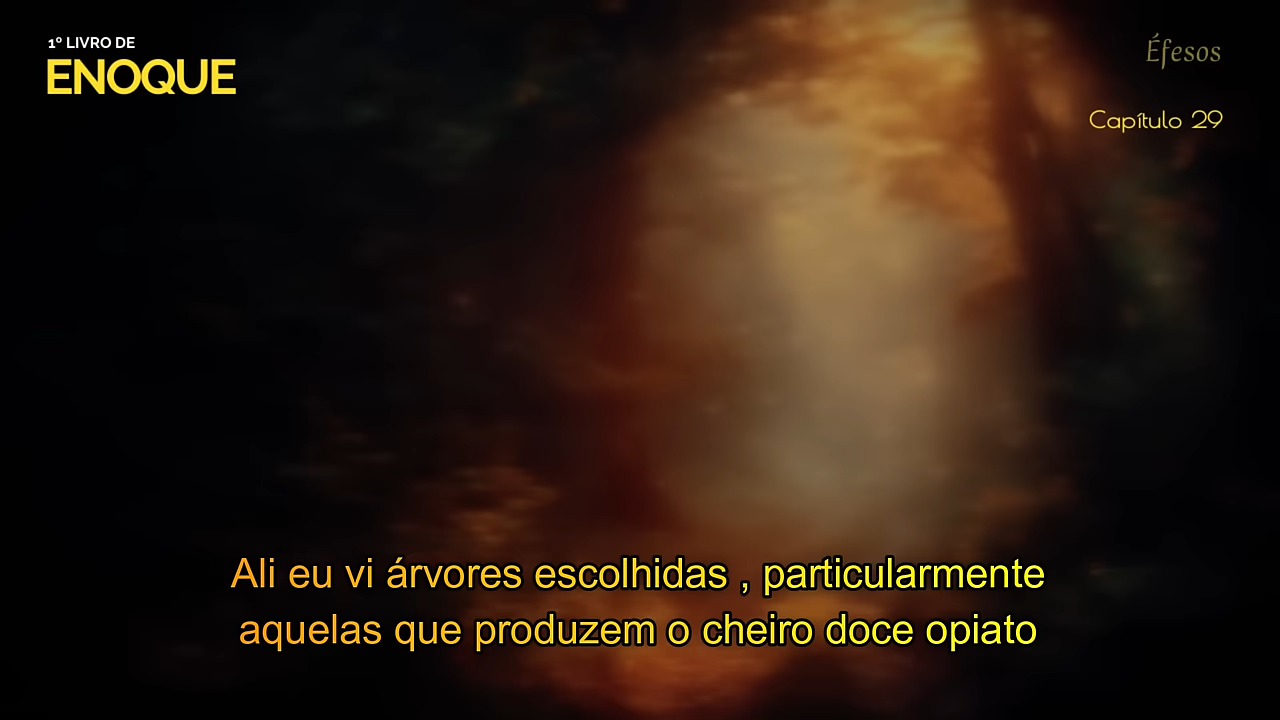 1º LIVRO DE
ENOQUE
Éfesos
Capítulo 29
Ali eu vi árvores escolhidas , particularmente
aquelas que produzem o cheiro doce opiato